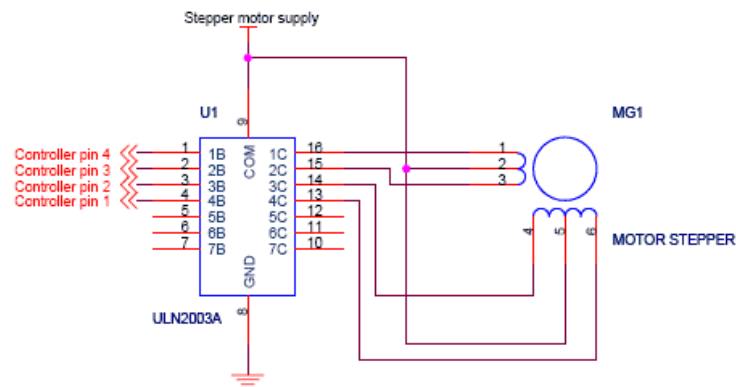 Stepper motor supply
U1
MG1
9
Controller pin 4 1 1B COM 1C 16 1
Controller pin 3 2 2B 2C 15 2
Controller pin 2 3 3B 3C 14 3
Controller pin 1 4 4B 4C 13
5 5B 5C 12
6 6B 6C 11
7 7B 7C 10
4 5 6
MOTOR STEPPER
GND
ULN2003A
8